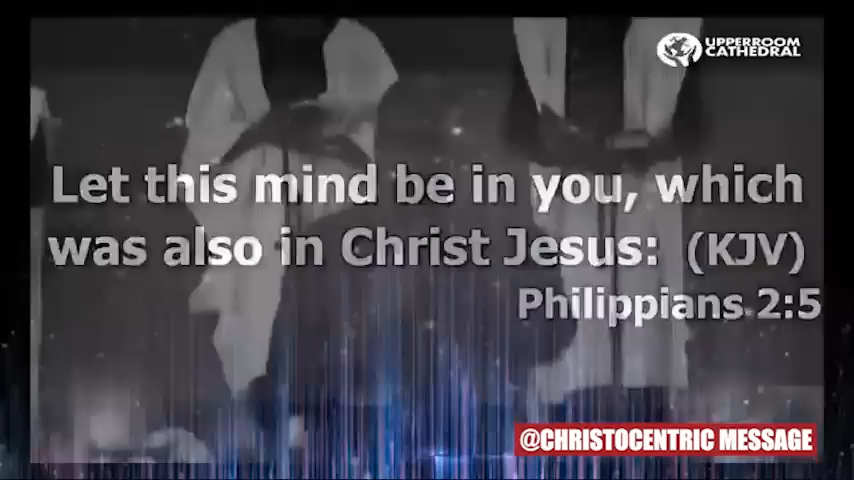 UPPERROOM
CATHEDRAL
Let this mind be in you, which
was also in Christ Jesus: (KJV)
Philippians 2:5
@CHRISTOCENTRIC MESSAGE